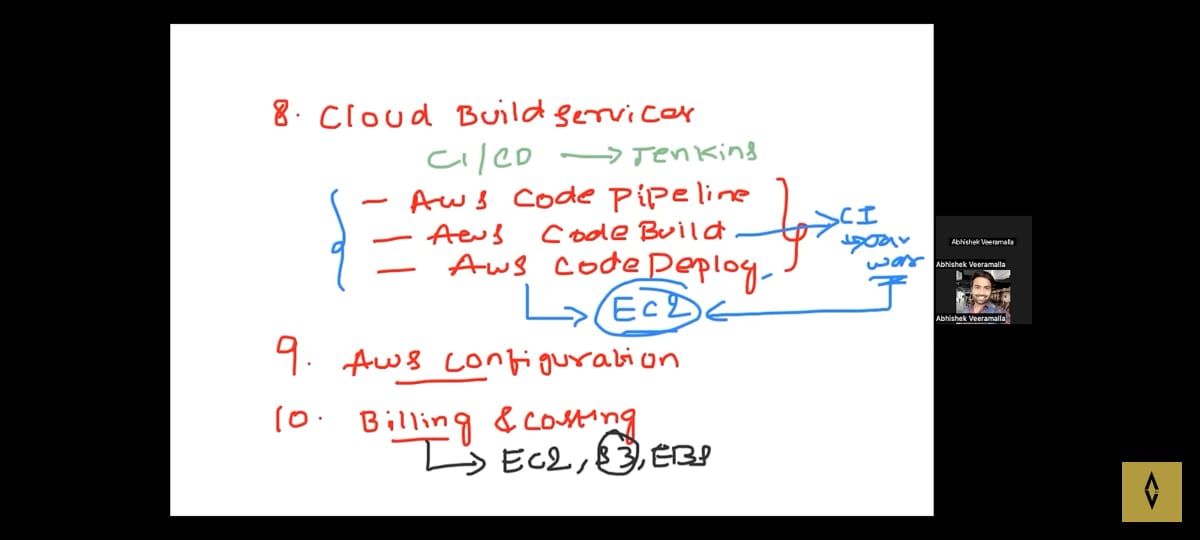 8. Cloud Build Services
CI/CD → Jenkins
- AWS Code Pipeline
- AWS Code Build → CI
- AWS Code Deploy
war
EC2
9. AWS Configuration
10. Billing & Costing
EC2, S3, EBS
Abhishek Veeramalla
Abhishek Veeramalla
Abhishek Veeramalla